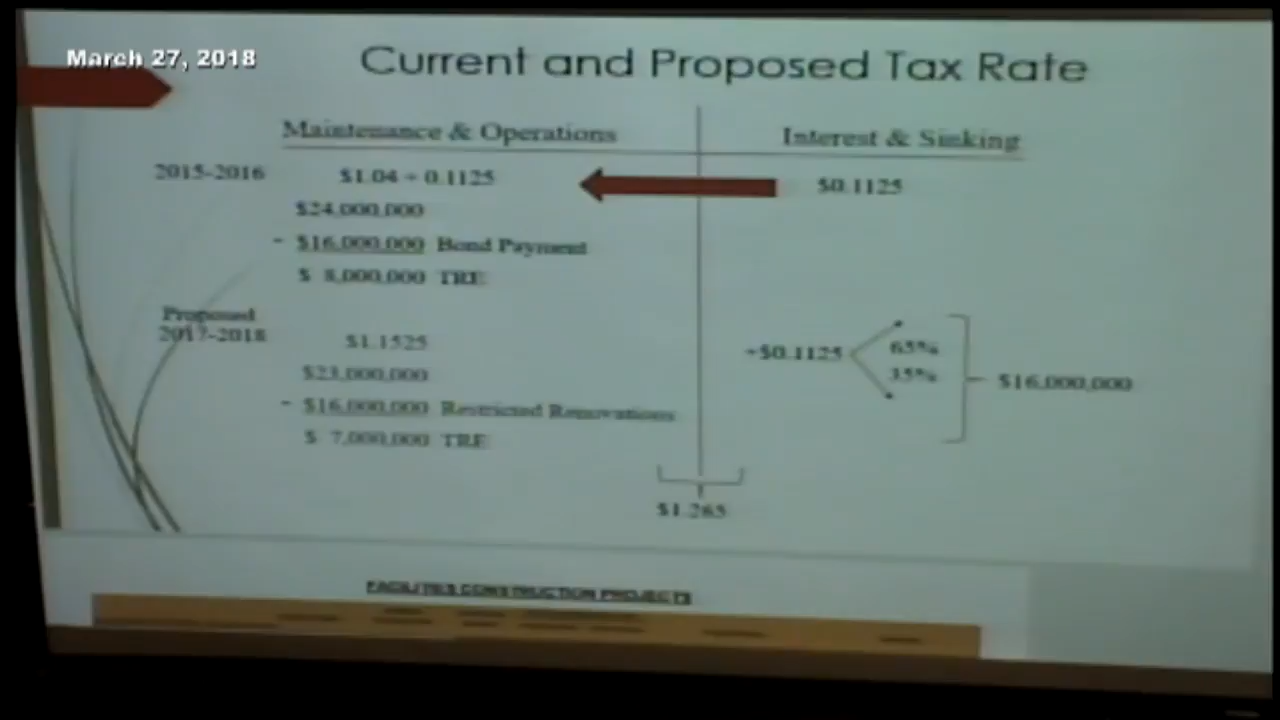 March 27, 2018
Current and Proposed Tax Rate
Maintenance & Operations
Interest & Sinking
2015-2016
$1.04 + 0.1125
$0.1125
$24,000,000
- $16,000,000 Bond Payment
$ 8,000,000 TRE
Proposed
2017-2018
$1.1525
+$0.1125
65%
35%
$16,000,000
$23,000,000
- $16,000,000 Restricted Renovations
$ 7,000,000 TRE
$1.265
FACILITIES CONSTRUCTION PROJECTS